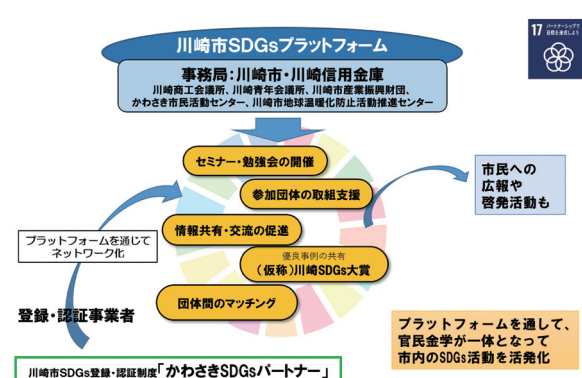 川崎市SDGsプラットフォーム
17 パートナーシップで
目標を達成しよう
事務局：川崎市・川崎信用金庫
川崎商工会議所、川崎青年会議所、川崎市産業振興財団、
かわさき市民活動センター、川崎市地球温暖化防止活動推進センター
セミナー・勉強会の開催
参加団体の取組支援
市民への
広報や
啓発活動も
情報共有・交流の促進
プラットフォームを通じて
ネットワーク化
優良事例の共有
（仮称）川崎SDGs大賞
団体間のマッチング
登録・認証事業者
プラットフォームを通して、
官民金学が一体となって
市内のSDGs活動を活発化
川崎市SDGs登録・認証制度「かわさきSDGsパートナー」